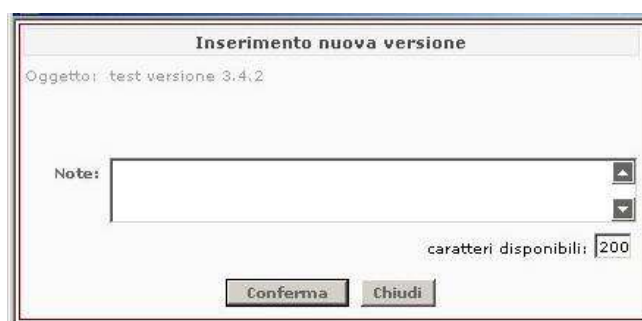 Inserimento nuova versione
Oggetto: test versione 3.4.2
Note:
caratteri disponibili: 200
Conferma Chiudi